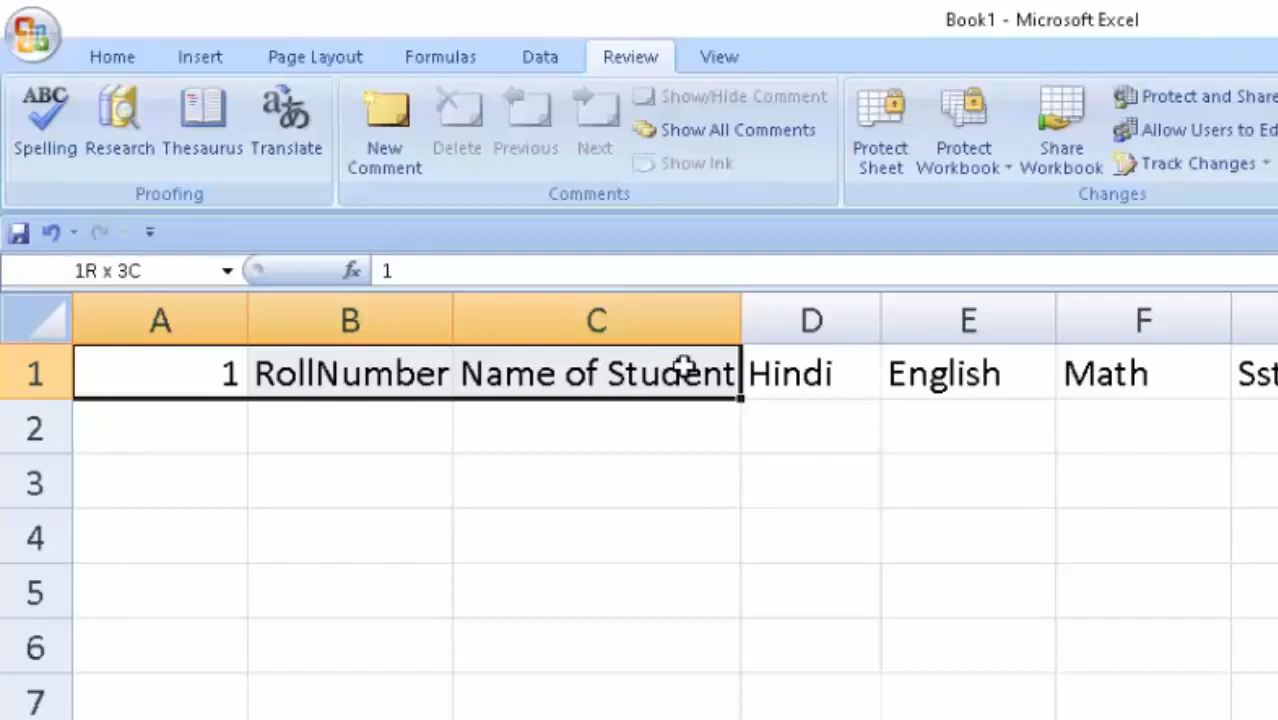 Book1 - Microsoft Excel
Home Insert Page Layout Formulas Data Review View
ABC
Spelling Research Thesaurus Translate
Proofing
New Comment Delete Previous Next
Show/Hide Comment
Show All Comments
Show Ink
Comments
Protect Sheet Protect Workbook Share Workbook
Protect and Share
Allow Users to Ed
Track Changes
Changes
1R x 3C fx 1
A B C D E F
1 1 RollNumber Name of Student Hindi English Math Sst
2
3
4
5
6
7